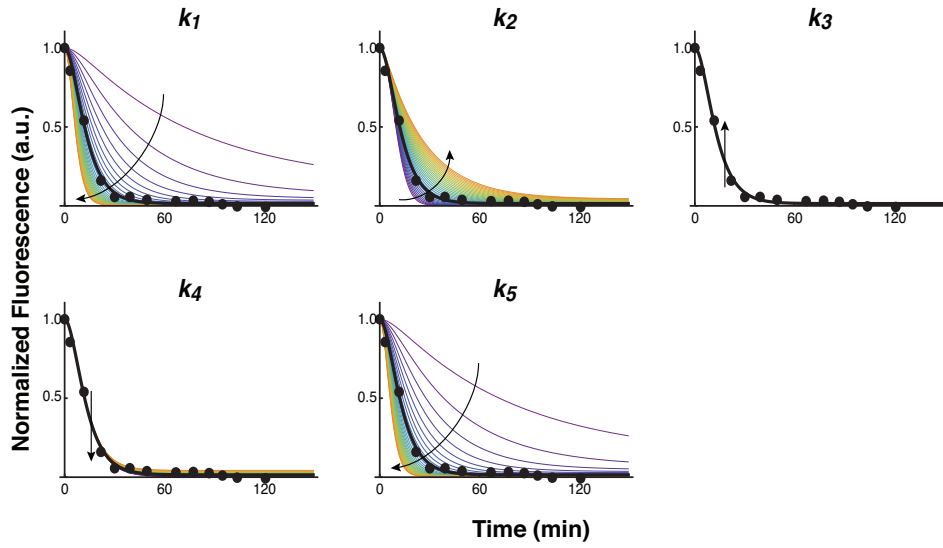 k1 k2 k3
1.0 1.0 1.0
0.5 0.5 0.5
0 60 120 0 60 120 0 60 120
k4 k5
1.0 1.0
0.5 0.5
0 60 120 0 60 120
Normalized Fluorescence (a.u.)
Time (min)